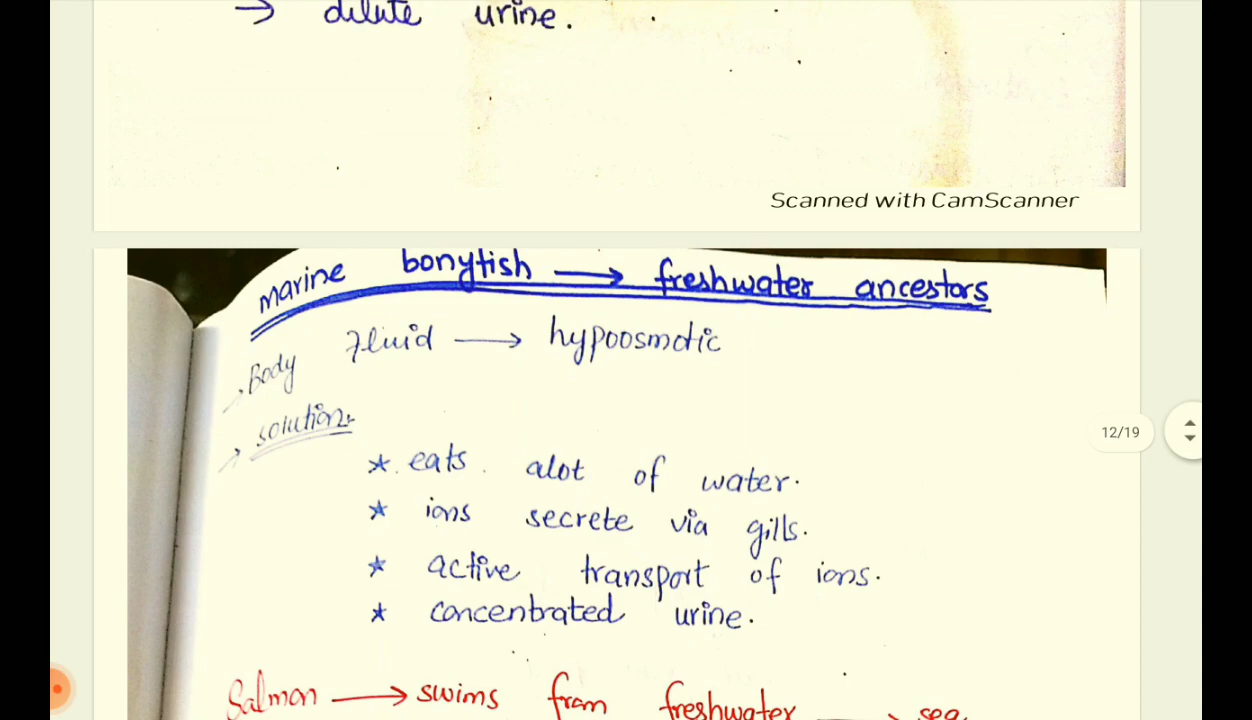 → dilute urine.
Scanned with CamScanner
marine bonyfish → freshwater ancestors
→ Body Fluid → hypoosmotic
→ solution:-
* eats alot of water.
* ions secrete via gills.
* active transport of ions.
* concentrated urine.
Salmon → swims from freshwater → sea
12/19